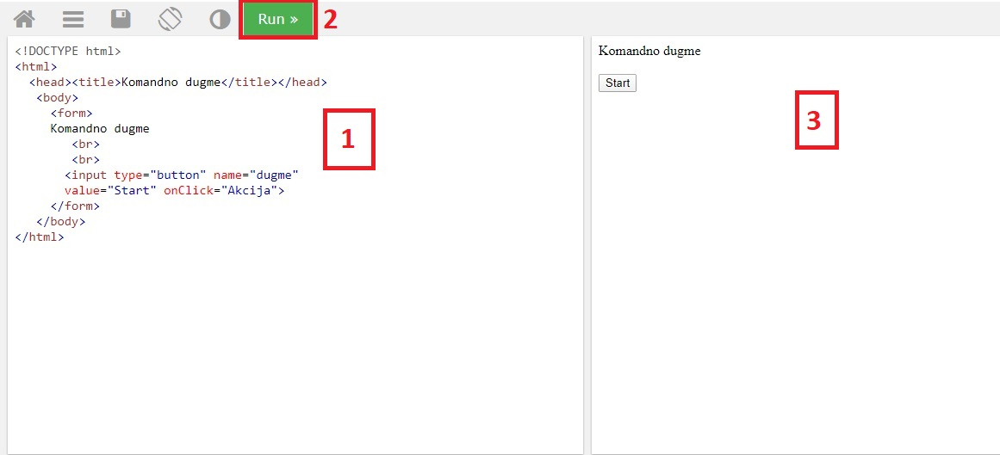 Run »
2
<!DOCTYPE html>
<html>
<head><title>Komandno dugme</title></head>
<body>
<form>
Komandno dugme
<br>
<br>
<input type="button" name="dugme"
value="Start" onClick="Akcija">
</form>
</body>
</html>
1
Komandno dugme
Start
3